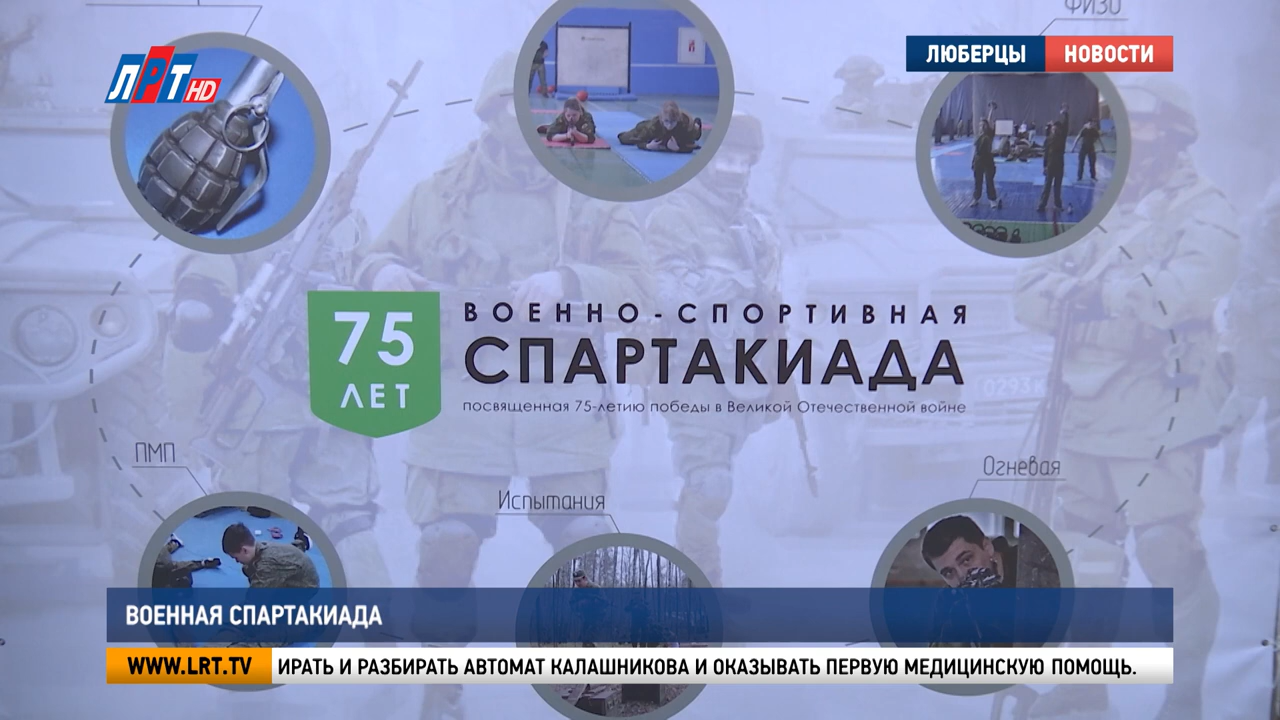 ФИЗО
ЛРТ HD
ЛЮБЕРЦЫ НОВОСТИ
75
ЛЕТ
ВОЕННО-СПОРТИВНАЯ
СПАРТАКИАДА
посвященная 75-летию победы в Великой Отечественной войне
0293
ПМП
Испытания
Огневая
ВОЕННАЯ СПАРТАКИАДА
WWW.LRT.TV ИРАТЬ И РАЗБИРАТЬ АВТОМАТ КАЛАШНИКОВА И ОКАЗЫВАТЬ ПЕРВУЮ МЕДИЦИНСКУЮ ПОМОЩЬ.